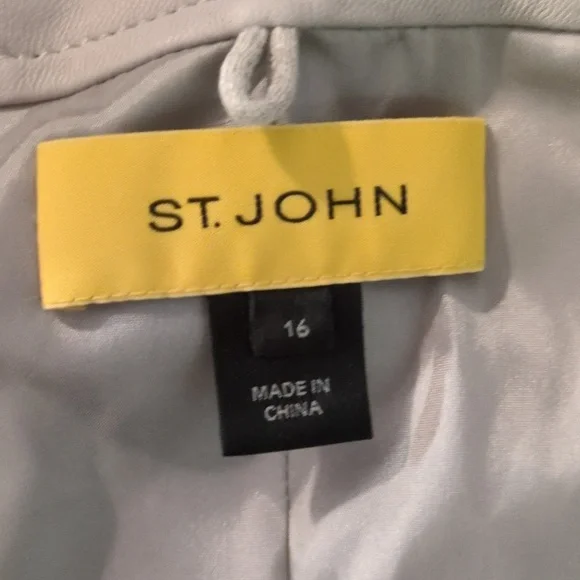 ST. JOHN
16
MADE IN
CHINA